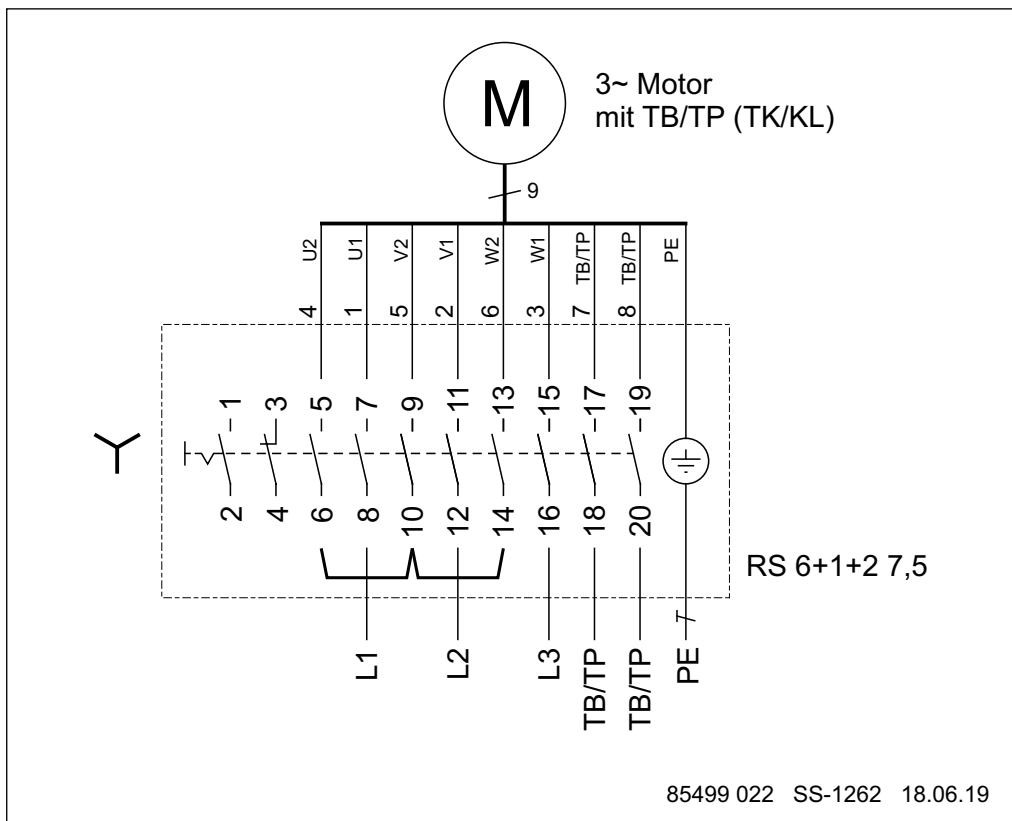 M
3~ Motor
mit TB/TP (TK/KL)
9
U2 U1 V2 V1 W2 W1 TB/TP TB/TP PE
4 1 5 2 6 3 7 8
1 3 5 7 9 11 13 15 17 19
2 4 6 8 10 12 14 16 18 20
RS 6+1+2 7,5
L1 L2 L3 TB/TP TB/TP PE
85499 022 SS-1262 18.06.19